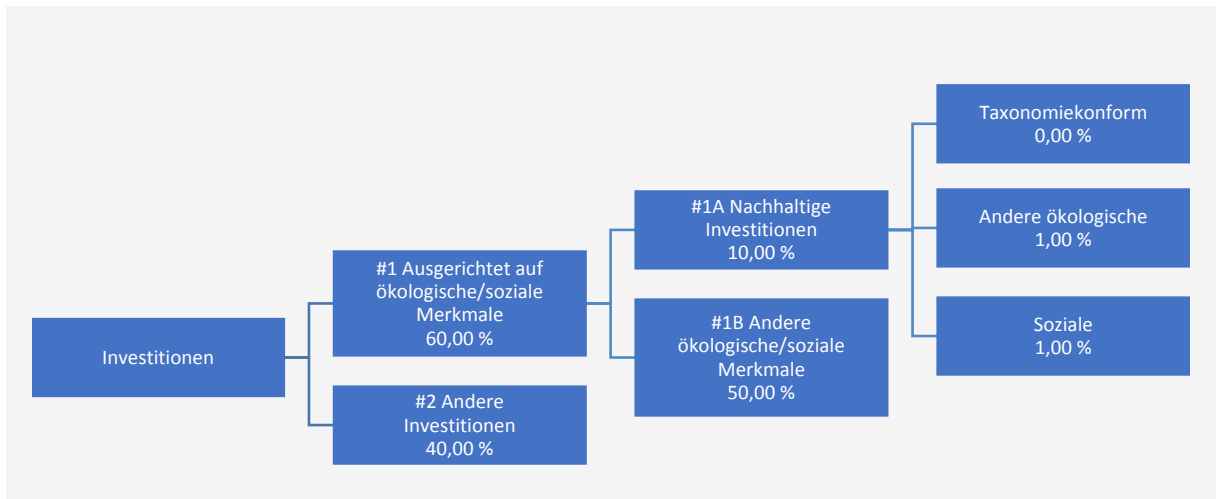 Investitionen
#1 Ausgerichtet auf
ökologische/soziale
Merkmale
60,00 %
#2 Andere
Investitionen
40,00 %
#1A Nachhaltige
Investitionen
10,00 %
#1B Andere
ökologische/soziale
Merkmale
50,00 %
Taxonomiekonform
0,00 %
Andere ökologische
1,00 %
Soziale
1,00 %